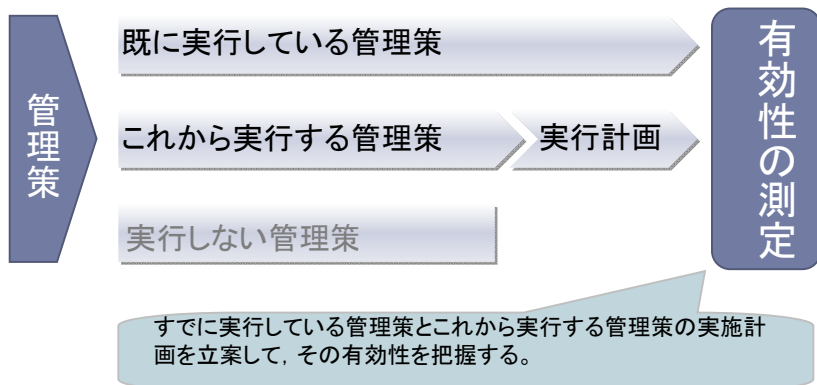 管理策
既に実行している管理策
これから実行する管理策
実行計画
実行しない管理策
有効性の測定
すでに実行している管理策とこれから実行する管理策の実施計
画を立案して，その有効性を把握する。